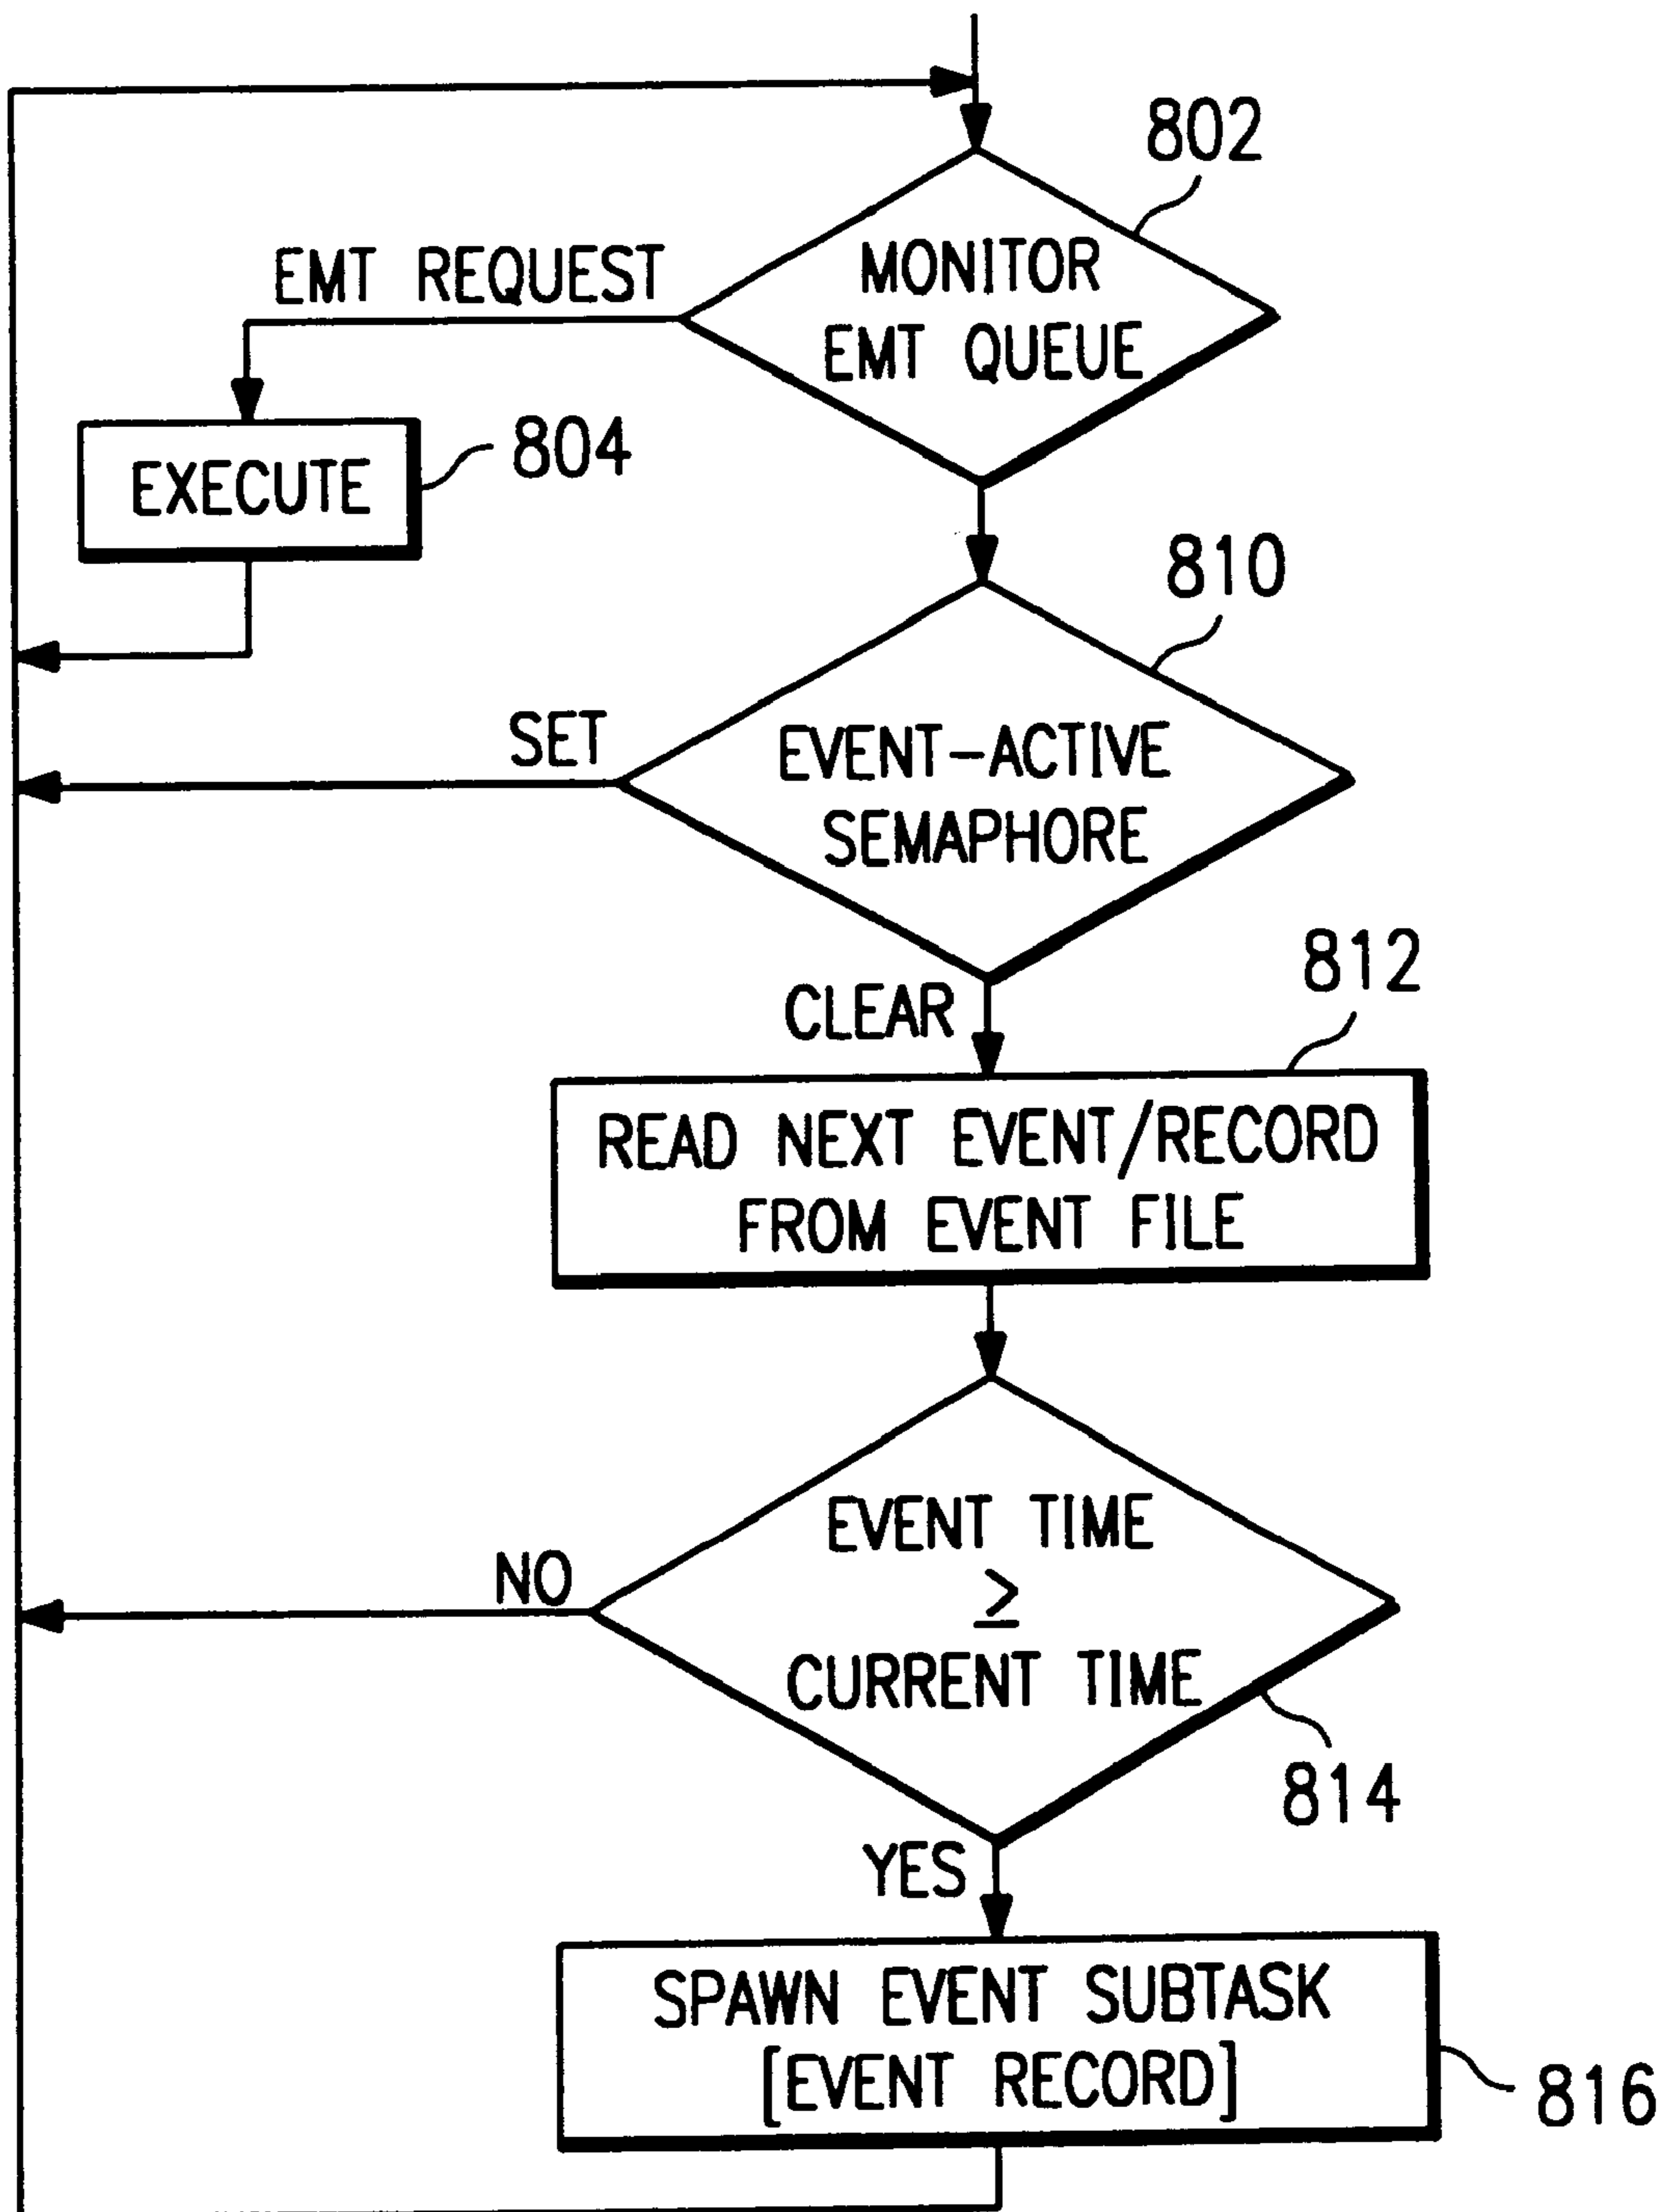 802
MONITOR
EMT QUEUE
EMT REQUEST
EXECUTE
804
810
EVENT-ACTIVE
SEMAPHORE
SET
CLEAR
812
READ NEXT EVENT/RECORD
FROM EVENT FILE
EVENT TIME
≥
CURRENT TIME
NO
814
YES
SPAWN EVENT SUBTASK
[EVENT RECORD]
816